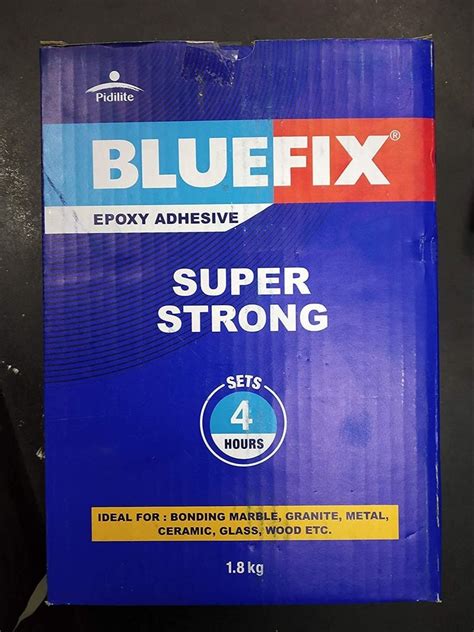 Pidilite
BLUEFIX®
EPOXY ADHESIVE
SUPER
STRONG
SETS
4
HOURS
IDEAL FOR : BONDING MARBLE, GRANITE, METAL,
CERAMIC, GLASS, WOOD ETC.
1.8 kg